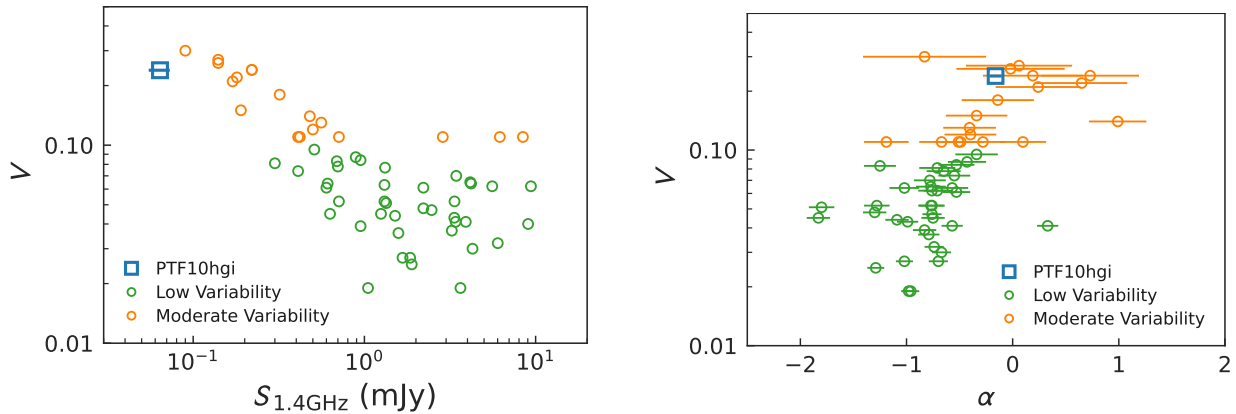 0.10
0.01
V
PTF10hgi
Low Variability
Moderate Variability
10⁻¹ 10⁰ 10¹
S₁.₄GHz (mJy)
0.10
0.01
V
PTF10hgi
Low Variability
Moderate Variability
−2 −1 0 1 2
α